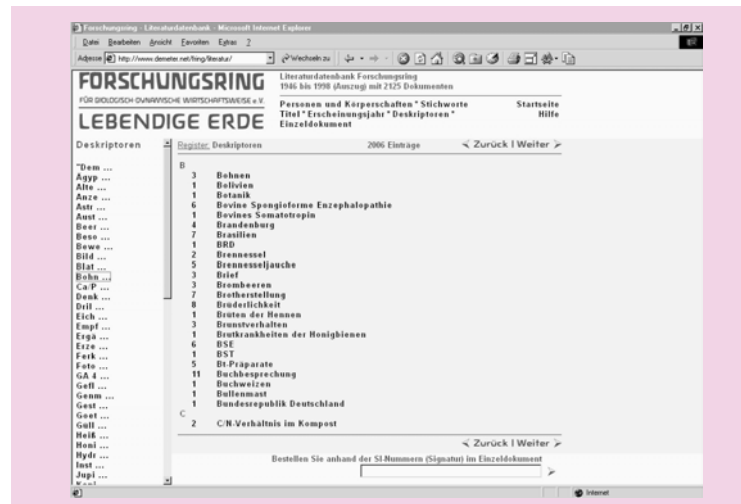 Forschungsring - Literaturdatenbank - Microsoft Internet Explorer
Datei Bearbeiten Ansicht Favoriten Extras ?
Adresse http://www.demeter.net/fring/literatur/ Wechseln zu
FORSCHUNGSRING
FÜR BIOLOGISCH-DYNAMISCHE WIRTSCHAFTSWEISE e.V.
LEBENDIGE ERDE
Literaturdatenbank Forschungsring
1946 bis 1998 (Auszug) mit 2125 Dokumenten
Personen und Körperschaften * Stichworte Startseite
Titel * Erscheinungsjahr * Deskriptoren * Hilfe
Einzeldokument
Deskriptoren
"Dem ...
Ägyp ...
Alte ...
Anze ...
Astr ...
Aust ...
Beer ...
Beso ...
Bewe ...
Bild ...
Blat ...
Bohn ...
Ca/P ...
Denk ...
Dril ...
Eich ...
Empf ...
Ergä ...
Erze ...
Ferk ...
Foto ...
GA 4 ...
Gefl ...
Genm ...
Gest ...
Goet ...
Gull ...
Heiß ...
Honi ...
Hydr ...
Inst ...
Jupi ...
Register: Deskriptoren 2006 Einträge Zurück | Weiter
B
3 Bohnen
1 Bolivien
1 Botanik
6 Bovine Spongioforme Enzephalopathie
1 Bovines Somatotropin
4 Brandenburg
7 Brasilien
1 BRD
2 Brennessel
5 Brennesseljauche
3 Brief
3 Brombeeren
7 Brotherstellung
8 Brüderlichkeit
1 Brüten der Hennen
3 Brunstverhalten
1 Brutkrankheiten der Honigbienen
6 BSE
1 BST
5 Bt-Präparate
11 Buchbesprechung
1 Buchweizen
1 Bullenmast
1 Bundesrepublik Deutschland
C
2 C/N-Verhältnis im Kompost
Zurück | Weiter
Bestellen Sie anhand der SI-Nummern (Signatur) im Einzeldokument
Internet